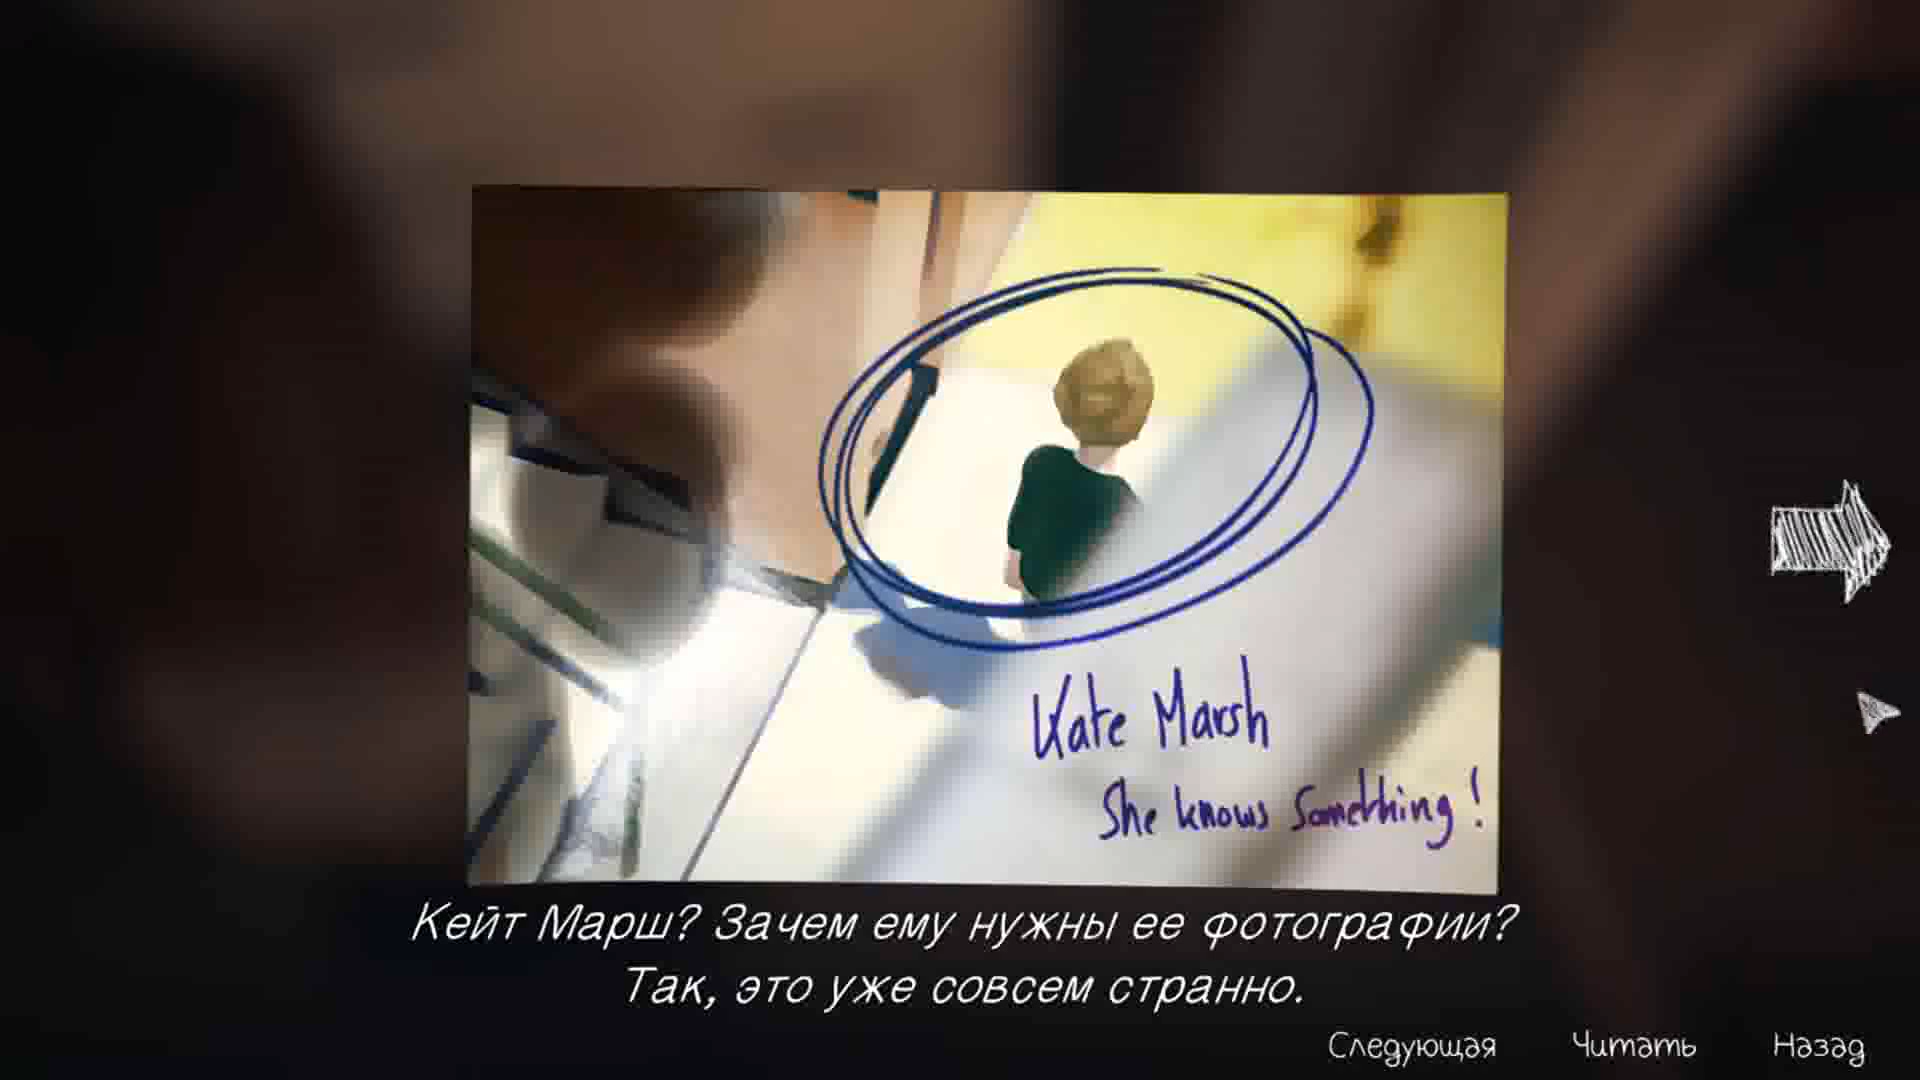 Kate Marsh
She knows Something!
Кейт Марш? Зачем ему нужны ее фотографии?
Так, это уже совсем странно.
Следующая Читать Назад